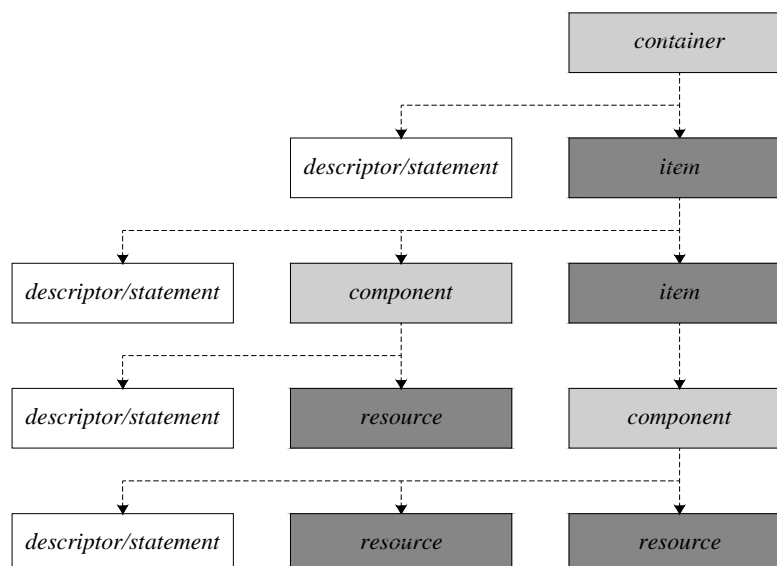 container
descriptor/statement
item
descriptor/statement
component
item
descriptor/statement
resource
component
descriptor/statement
resource
resource